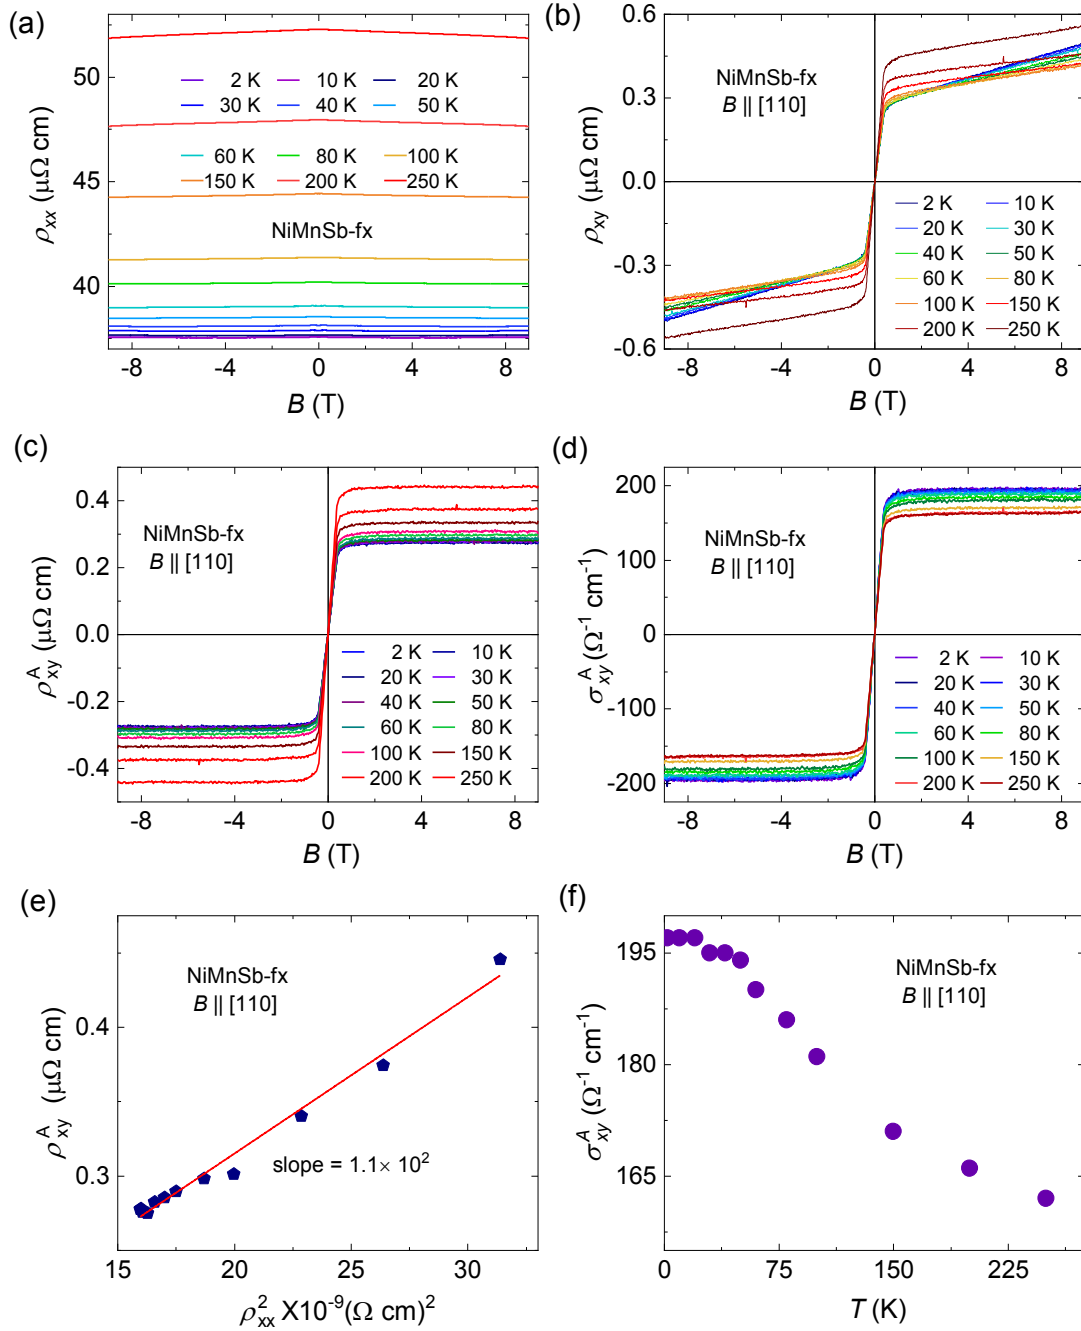 (a)
52
50
48
45
42
40
40
ρxx (μΩ cm)
2 K 10 K 20 K
30 K 40 K 50 K
60 K 80 K 100 K
150 K 200 K 250 K
NiMnSb-fx
-8 -4 0 4 8
B (T)
(b)
0.6
0.3
0.0
-0.3
-0.6
ρxy (μΩ cm)
NiMnSb-fx
B || [110]
2 K 10 K
20 K 30 K
40 K 50 K
60 K 80 K
100 K 150 K
200 K 250 K
-8 -4 0 4 8
B (T)
(c)
0.4
0.2
0.0
-0.2
-0.4
ρᴬxy (μΩ cm)
NiMnSb-fx
B || [110]
2 K 10 K
20 K 30 K
40 K 50 K
60 K 80 K
100 K 150 K
200 K 250 K
-8 -4 0 4 8
B (T)
(d)
200
100
0
-100
-200
σᴬxy (Ω⁻¹ cm⁻¹)
NiMnSb-fx
B || [110]
2 K 10 K
20 K 30 K
40 K 50 K
60 K 80 K
100 K 150 K
200 K 250 K
-8 -4 0 4 8
B (T)
(e)
0.4
0.3
ρᴬxy (μΩ cm)
NiMnSb-fx
B || [110]
slope = 1.1× 10²
15 20 25 30
ρ²xx X10⁻⁹(Ω cm)²
(f)
195
180
165
σᴬxy (Ω⁻¹ cm⁻¹)
NiMnSb-fx
B || [110]
0 75 150 225
T (K)